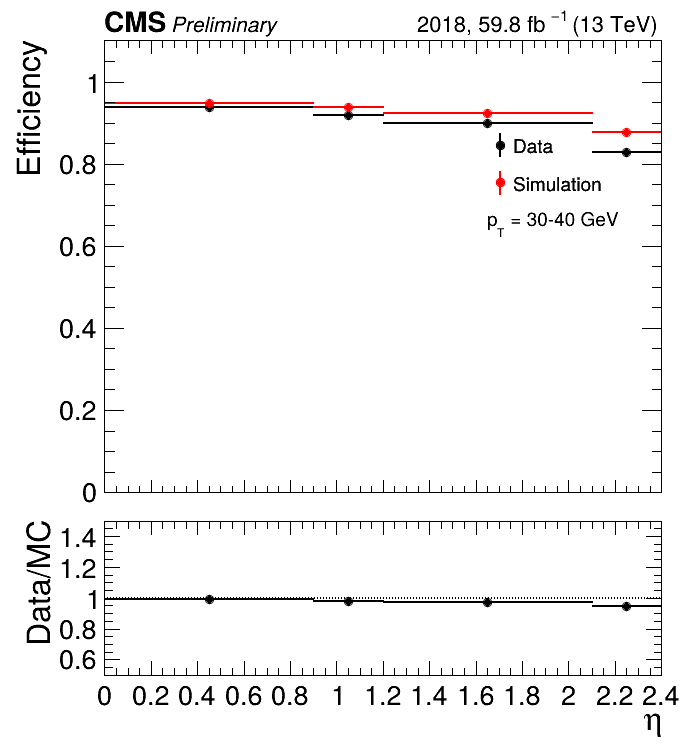 CMS Preliminary 2018, 59.8 fb⁻¹ (13 TeV)
Efficiency
1
0.8
0.6
0.4
0.2
0
Data
Simulation
p_T = 30-40 GeV
Data/MC
1.4
1.2
1
0.8
0.6
0 0.2 0.4 0.6 0.8 1 1.2 1.4 1.6 1.8 2 2.2 2.4
η